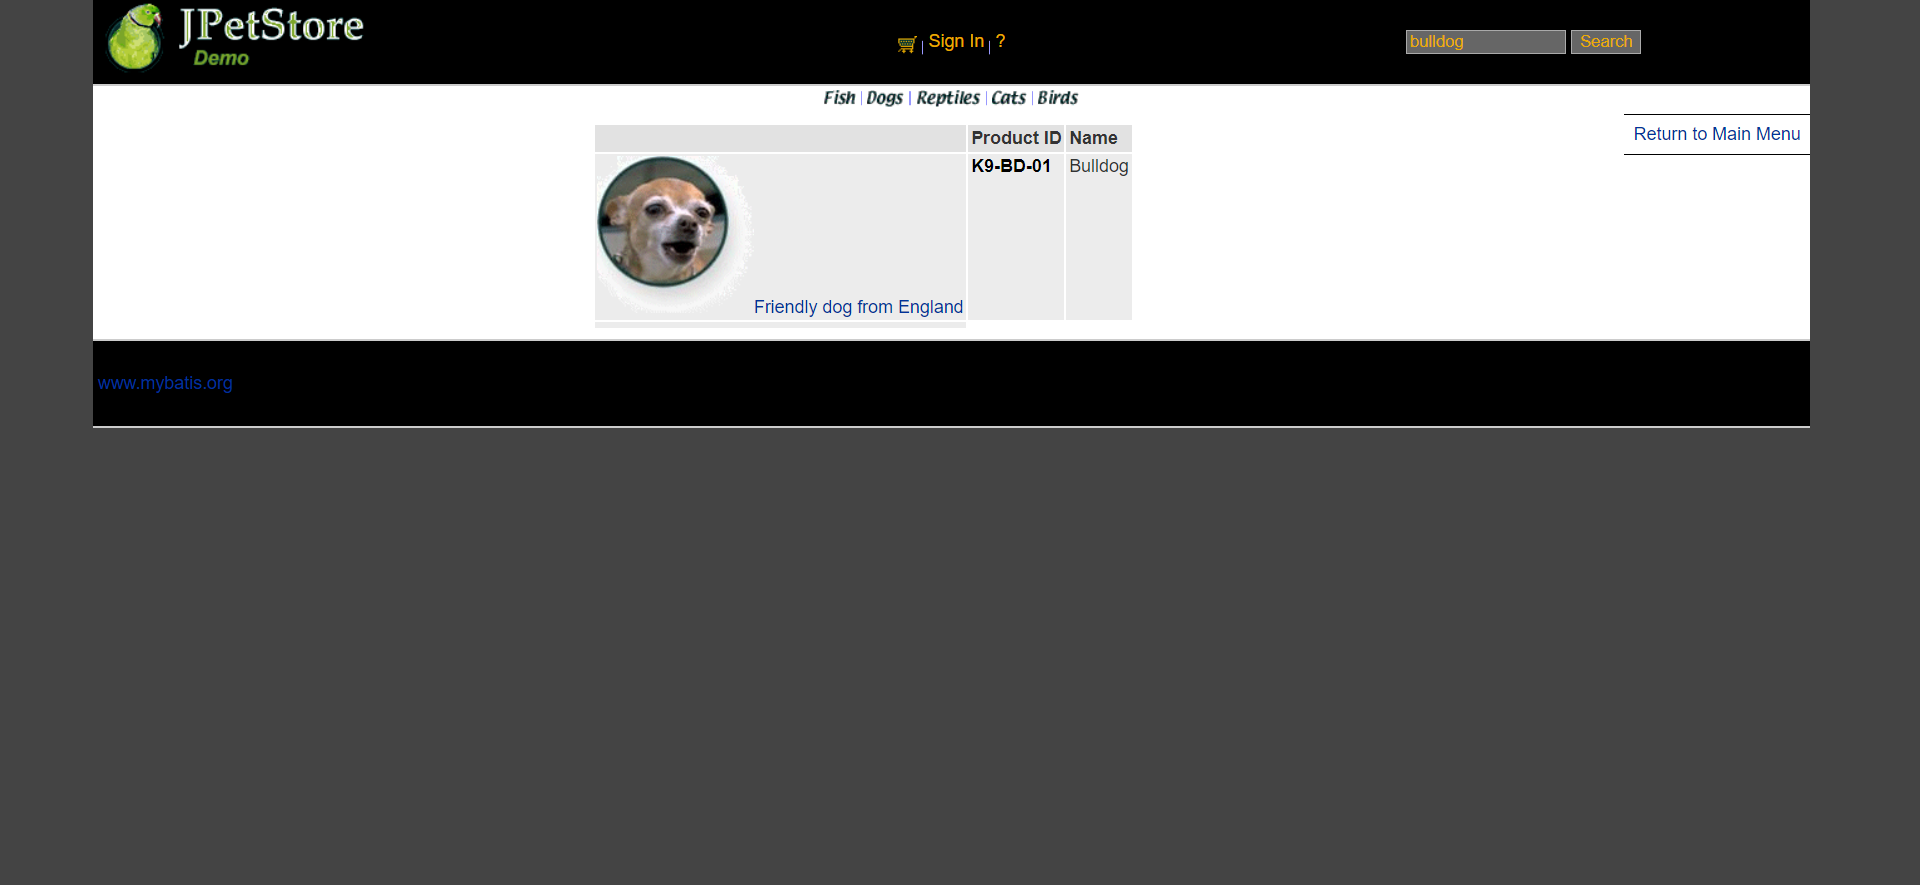 JPetStore
Demo
Sign In
?
bulldog
Search
Fish | Dogs | Reptiles | Cats | Birds
Return to Main Menu
Product ID
Name
Friendly dog from England
K9-BD-01
Bulldog
www.mybatis.org